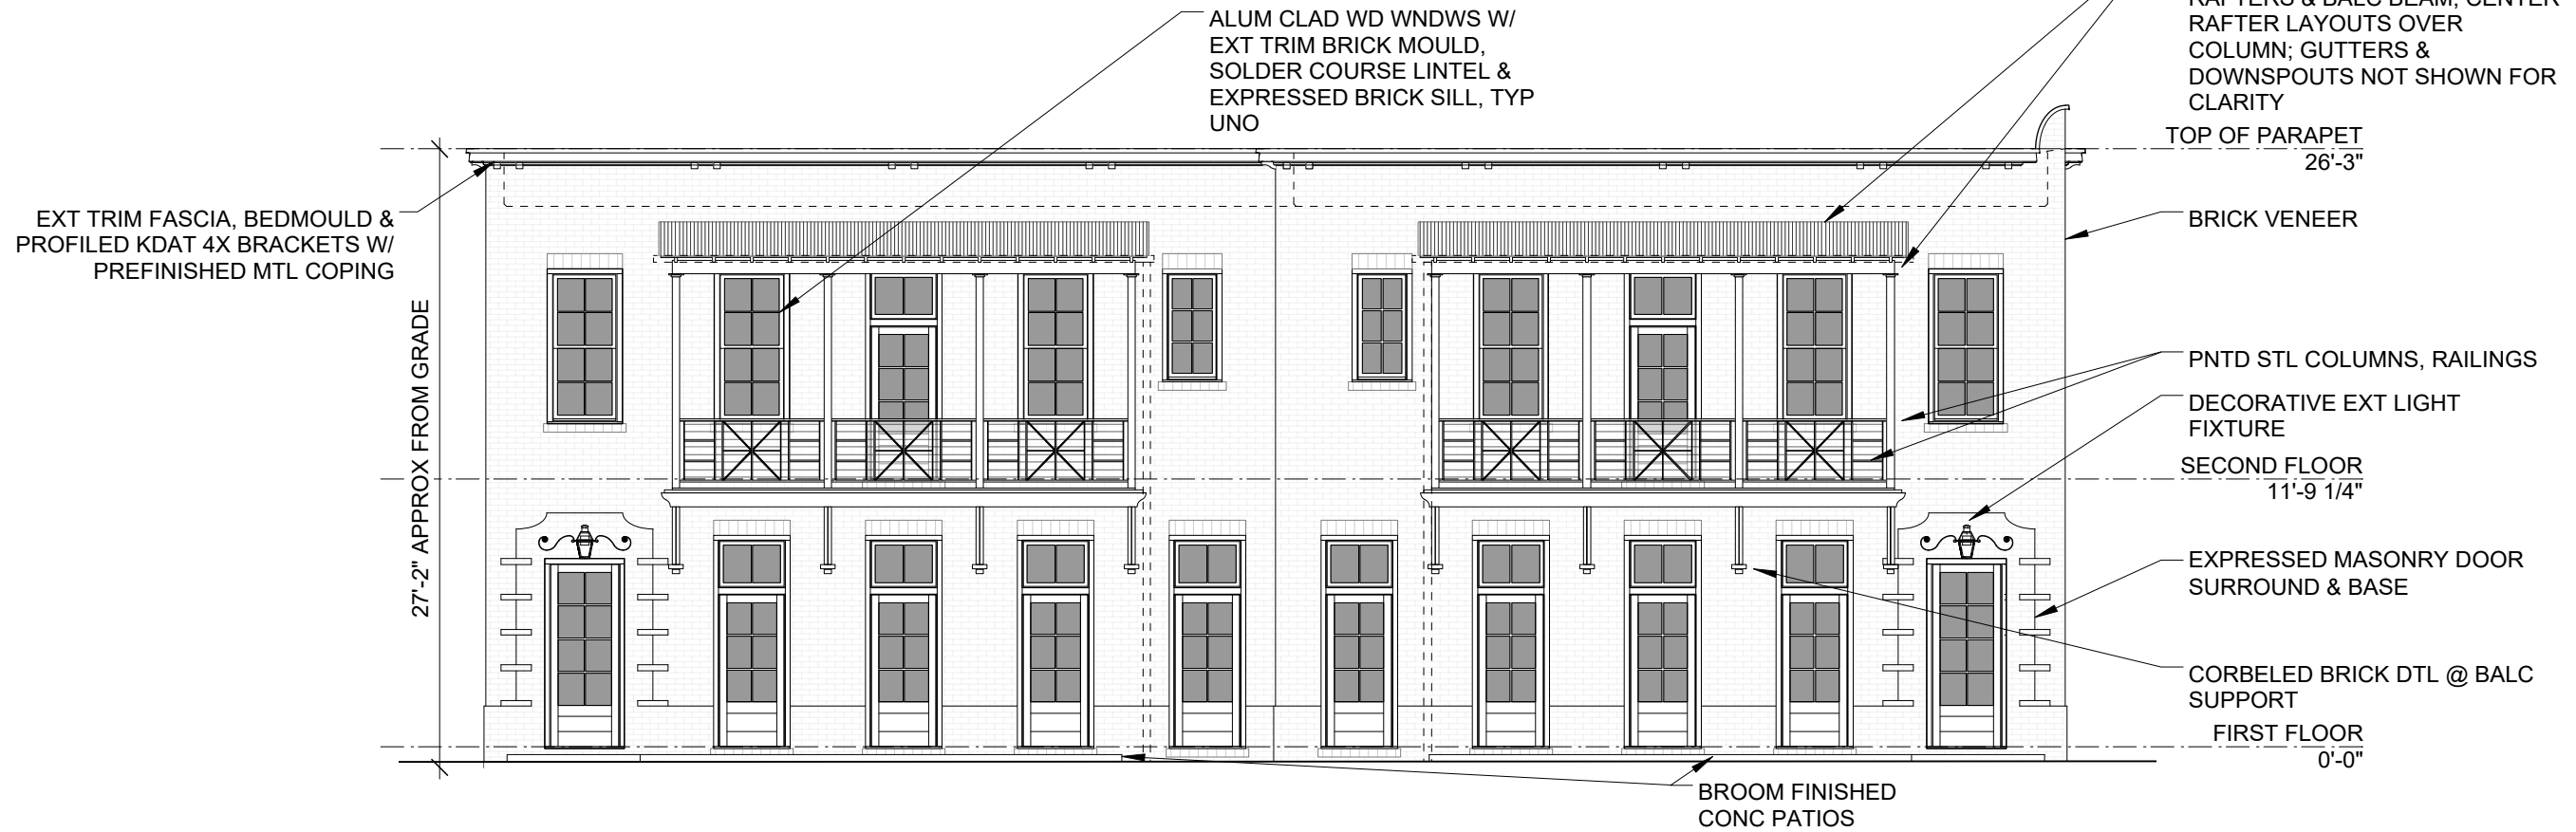 ALUM CLAD WD WNDWS W/
EXT TRIM BRICK MOULD,
SOLDER COURSE LINTEL &
EXPRESSED BRICK SILL, TYP
UNO
RAFTERS & BALC BEAM; CENTER
RAFTER LAYOUTS OVER
COLUMN; GUTTERS &
DOWNSPOUTS NOT SHOWN FOR
CLARITY
TOP OF PARAPET
26'-3"
BRICK VENEER
EXT TRIM FASCIA, BEDMOULD &
PROFILED KDAT 4X BRACKETS W/
PREFINISHED MTL COPING
27'-2" APPROX FROM GRADE
PNTD STL COLUMNS, RAILINGS
DECORATIVE EXT LIGHT
FIXTURE
SECOND FLOOR
11'-9 1/4"
EXPRESSED MASONRY DOOR
SURROUND & BASE
CORBELED BRICK DTL @ BALC
SUPPORT
FIRST FLOOR
0'-0"
BROOM FINISHED
CONC PATIOS